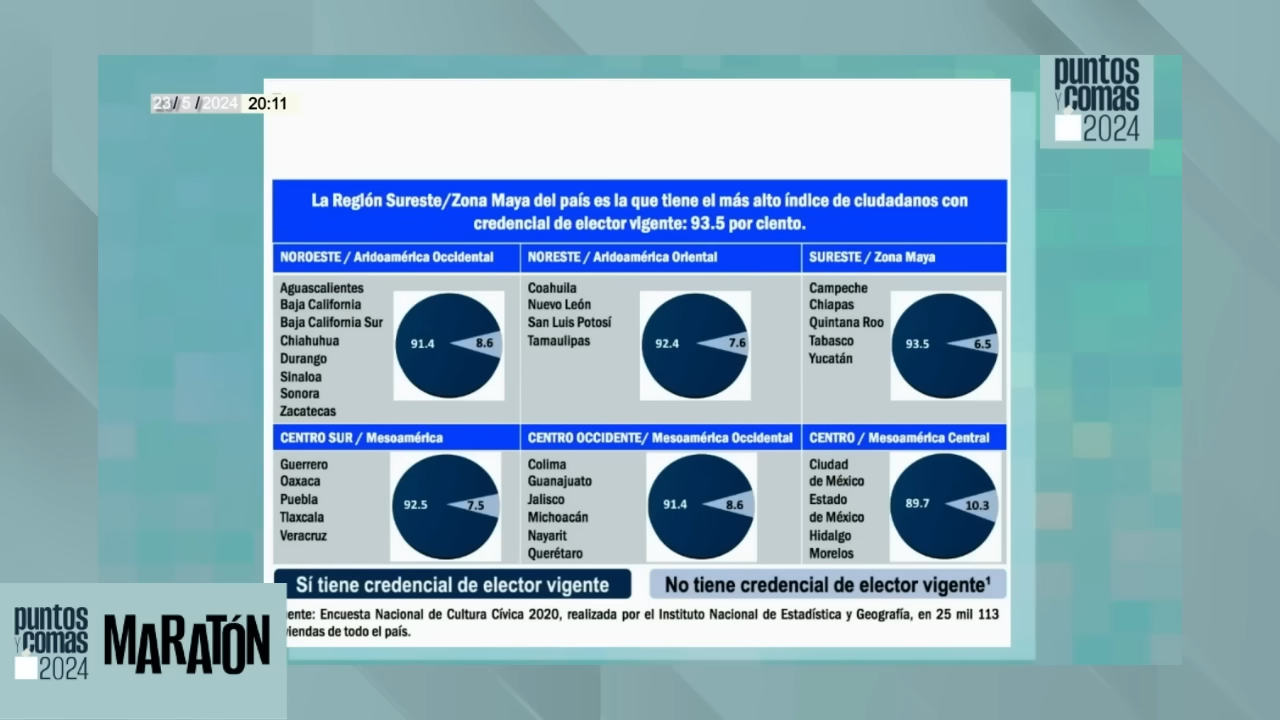 23/ 5 /2024 20:11
puntos
y comas
2024
La Región Sureste/Zona Maya del país es la que tiene el más alto índice de ciudadanos con
credencial de elector vigente: 93.5 por ciento.
NOROESTE / Aridoamérica Occidental
Aguascalientes
Baja California
Baja California Sur
Chiahuhua
Durango
Sinaloa
Sonora
Zacatecas
91.4
8.6
NORESTE / Aridoamérica Oriental
Coahuila
Nuevo León
San Luis Potosí
Tamaulipas
92.4
7.6
SURESTE / Zona Maya
Campeche
Chiapas
Quintana Roo
Tabasco
Yucatán
93.5
6.5
CENTRO SUR / Mesoamérica
Guerrero
Oaxaca
Puebla
Tlaxcala
Veracruz
92.5
7.5
CENTRO OCCIDENTE/ Mesoamérica Occidental
Colima
Guanajuato
Jalisco
Michoacán
Nayarit
Querétaro
91.4
8.6
CENTRO / Mesoamérica Central
Ciudad
de México
Estado
de México
Hidalgo
Morelos
89.7
10.3
Sí tiene credencial de elector vigente
No tiene credencial de elector vigente¹
ente: Encuesta Nacional de Cultura Cívica 2020, realizada por el Instituto Nacional de Estadística y Geografía, en 25 mil 113
viendas de todo el país.
puntos
y comas
2024
MARATÓN